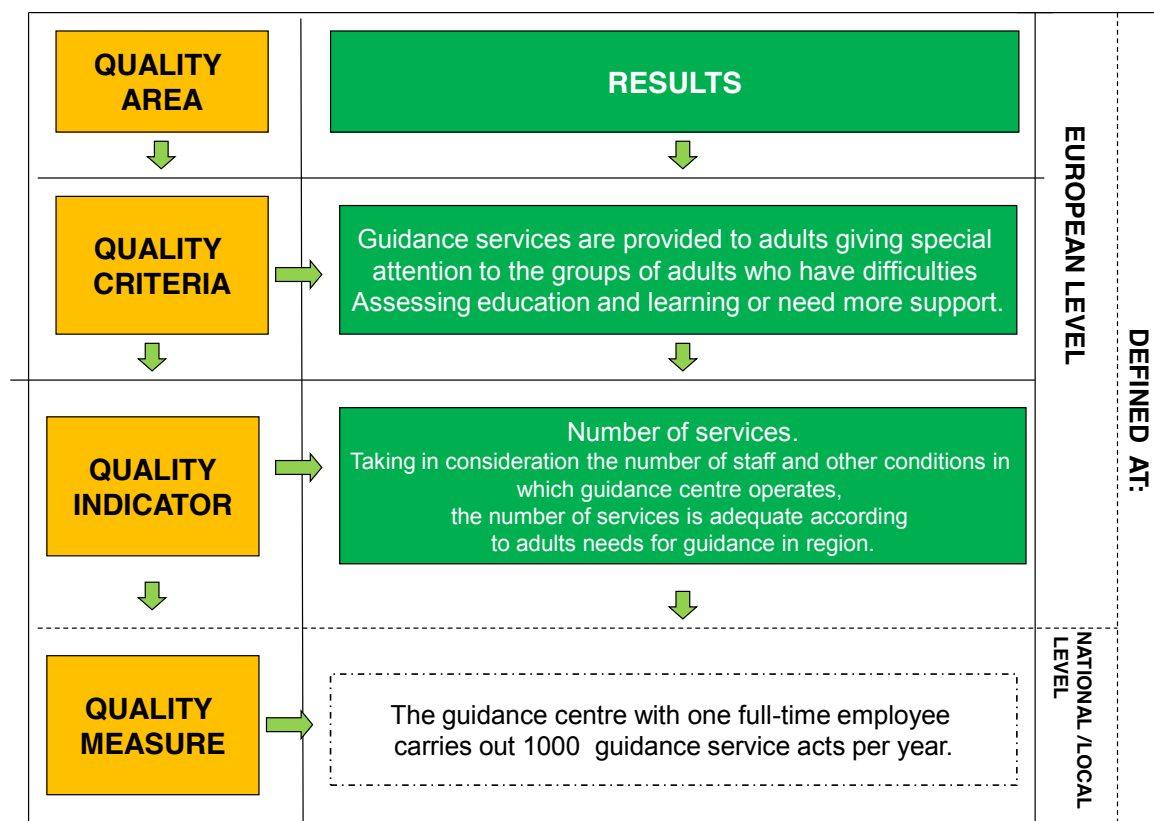 QUALITY
AREA
RESULTS
QUALITY
CRITERIA
Guidance services are provided to adults giving special
attention to the groups of adults who have difficulties
Assessing education and learning or need more support.
EUROPEAN LEVEL
QUALITY
INDICATOR
Number of services.
Taking in consideration the number of staff and other conditions in
which guidance centre operates,
the number of services is adequate according
to adults needs for guidance in region.
DEFINED AT:
QUALITY
MEASURE
The guidance centre with one full-time employee
carries out 1000 guidance service acts per year.
NATIONAL /LOCAL
LEVEL